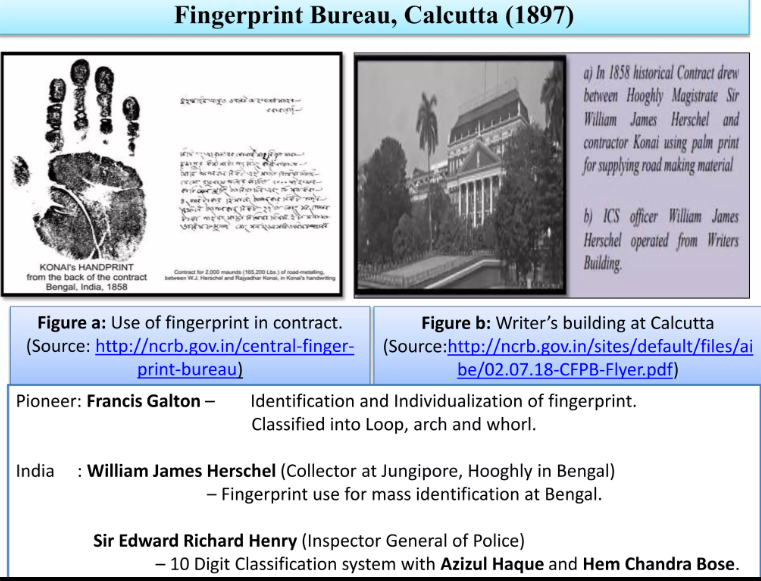 Fingerprint Bureau, Calcutta (1897)
KONAI's HANDPRINT
from the back of the contract
Bengal, India, 1858
Contract for 2,000 maunds (165,200 Lbs.) of road-metalling,
between W.J. Herschel and Rajyadhar Konai, in Konai's handwriting
a) In 1858 historical Contract drew
between Hooghly Magistrate Sir
William James Herschel and
contractor Konai using palm print
for supplying road making material
b) ICS officer William James
Herschel operated from Writers
Building.
Figure a: Use of fingerprint in contract.
(Source: http://ncrb.gov.in/central-finger-
print-bureau)
Figure b: Writer's building at Calcutta
(Source:http://ncrb.gov.in/sites/default/files/ai
be/02.07.18-CFPB-Flyer.pdf)
Pioneer: Francis Galton – Identification and Individualization of fingerprint.
Classified into Loop, arch and whorl.
India : William James Herschel (Collector at Jungipore, Hooghly in Bengal)
– Fingerprint use for mass identification at Bengal.
Sir Edward Richard Henry (Inspector General of Police)
– 10 Digit Classification system with Azizul Haque and Hem Chandra Bose.